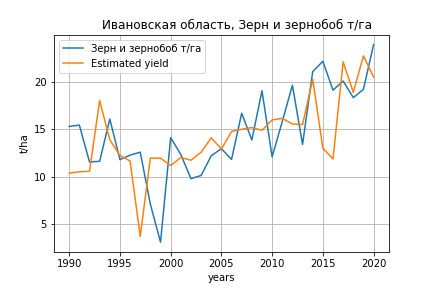 Ивановская область, Зерн и зернобоб т/га
Зерн и зернобоб т/га
Estimated yield
t/ha
20
15
10
5
1990 1995 2000 2005 2010 2015 2020
years